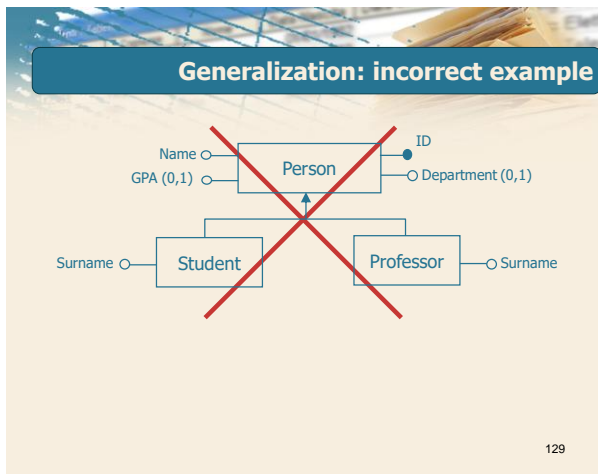 Generalization: incorrect example
Name
ID
GPA (0,1)
Person
Department (0,1)
Surname
Student
Professor
Surname
129